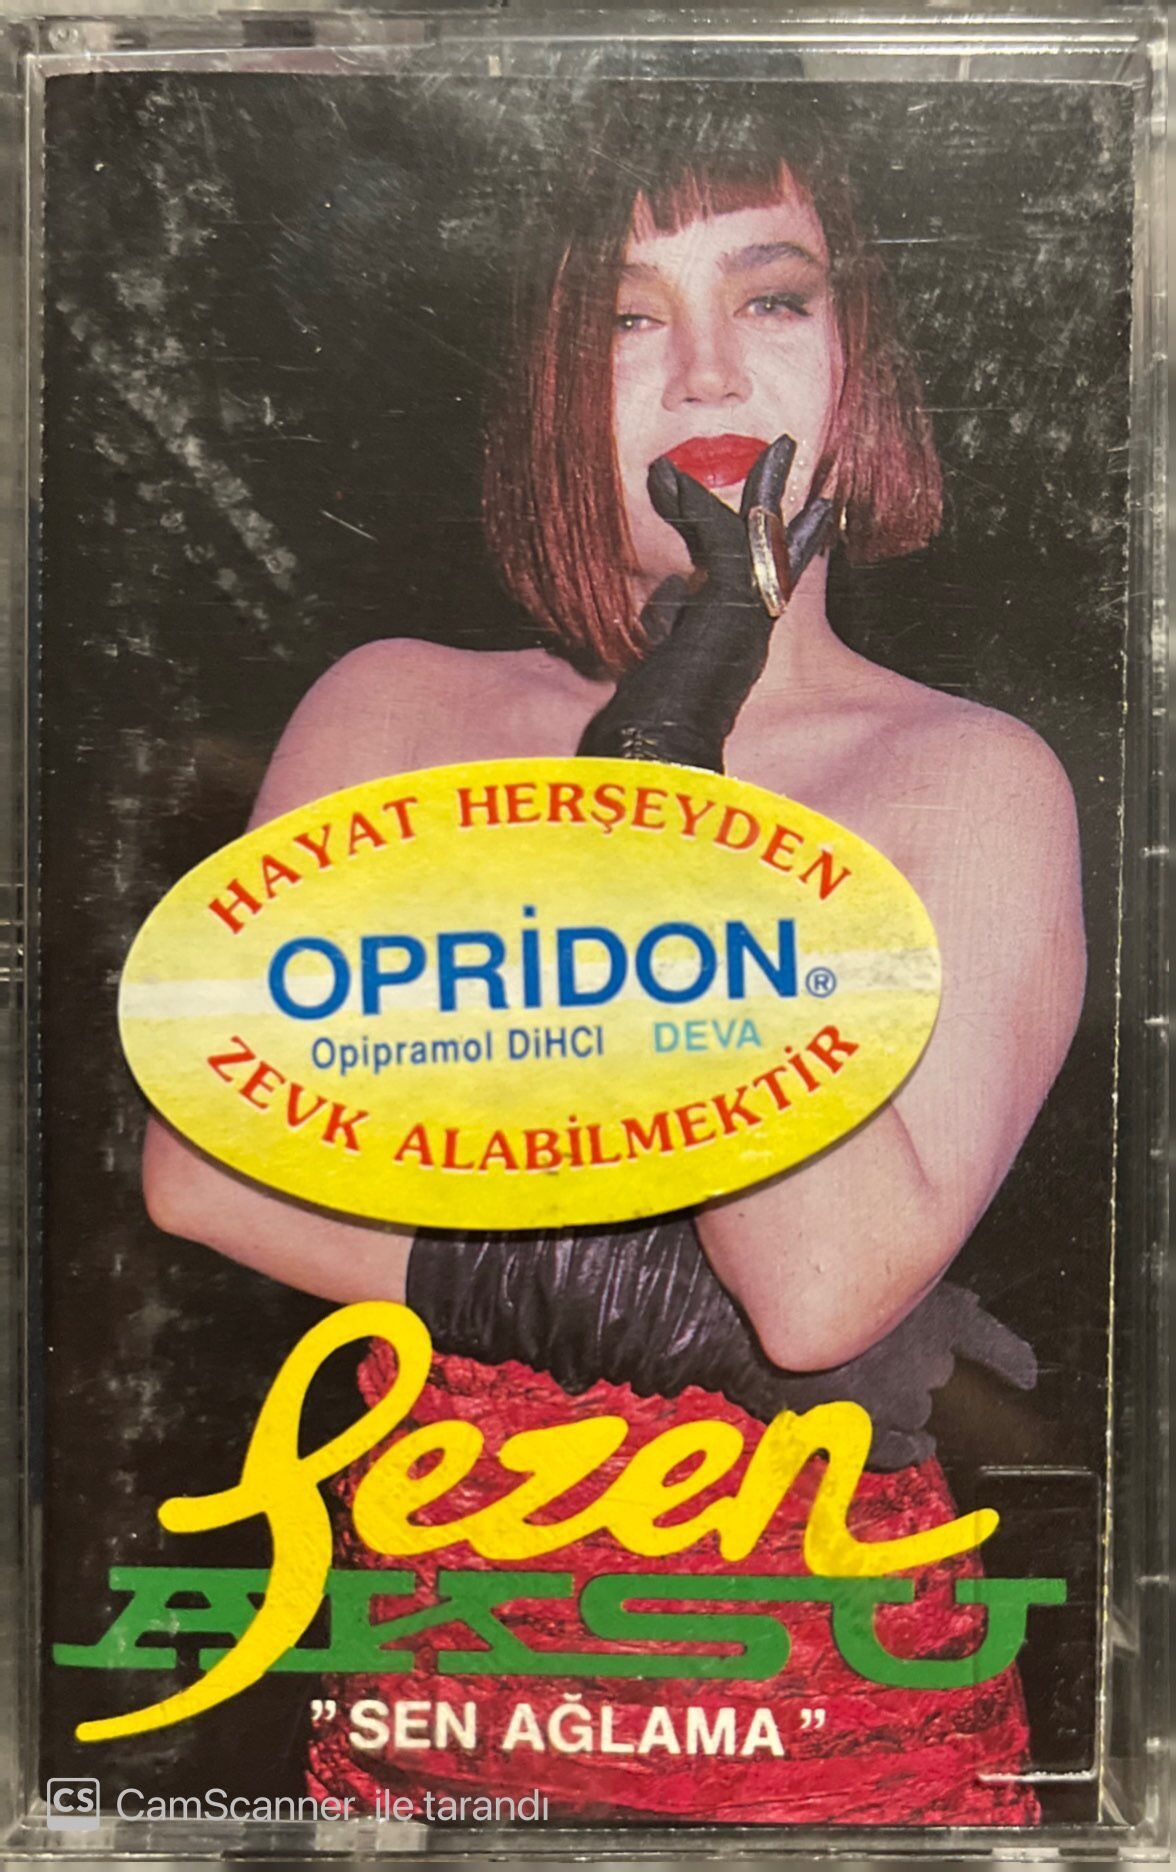 HAYAT HERŞEYDEN
OPRİDON®
Opipramol DiHCl DEVA
ZEVK ALABİLMEKTİR
Sezen
AKSU
"SEN AĞLAMA"
CS CamScanner ile tarandı